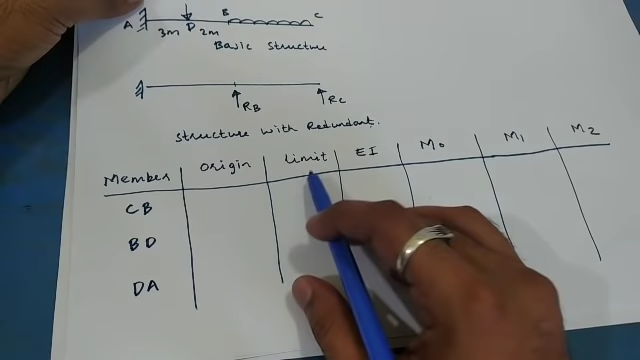 A D B C
3m 2m
Basic Structure
RB RC
Structure with Redundant.
Member Origin Limit EI M0 M1 M2
CB
BD
DA